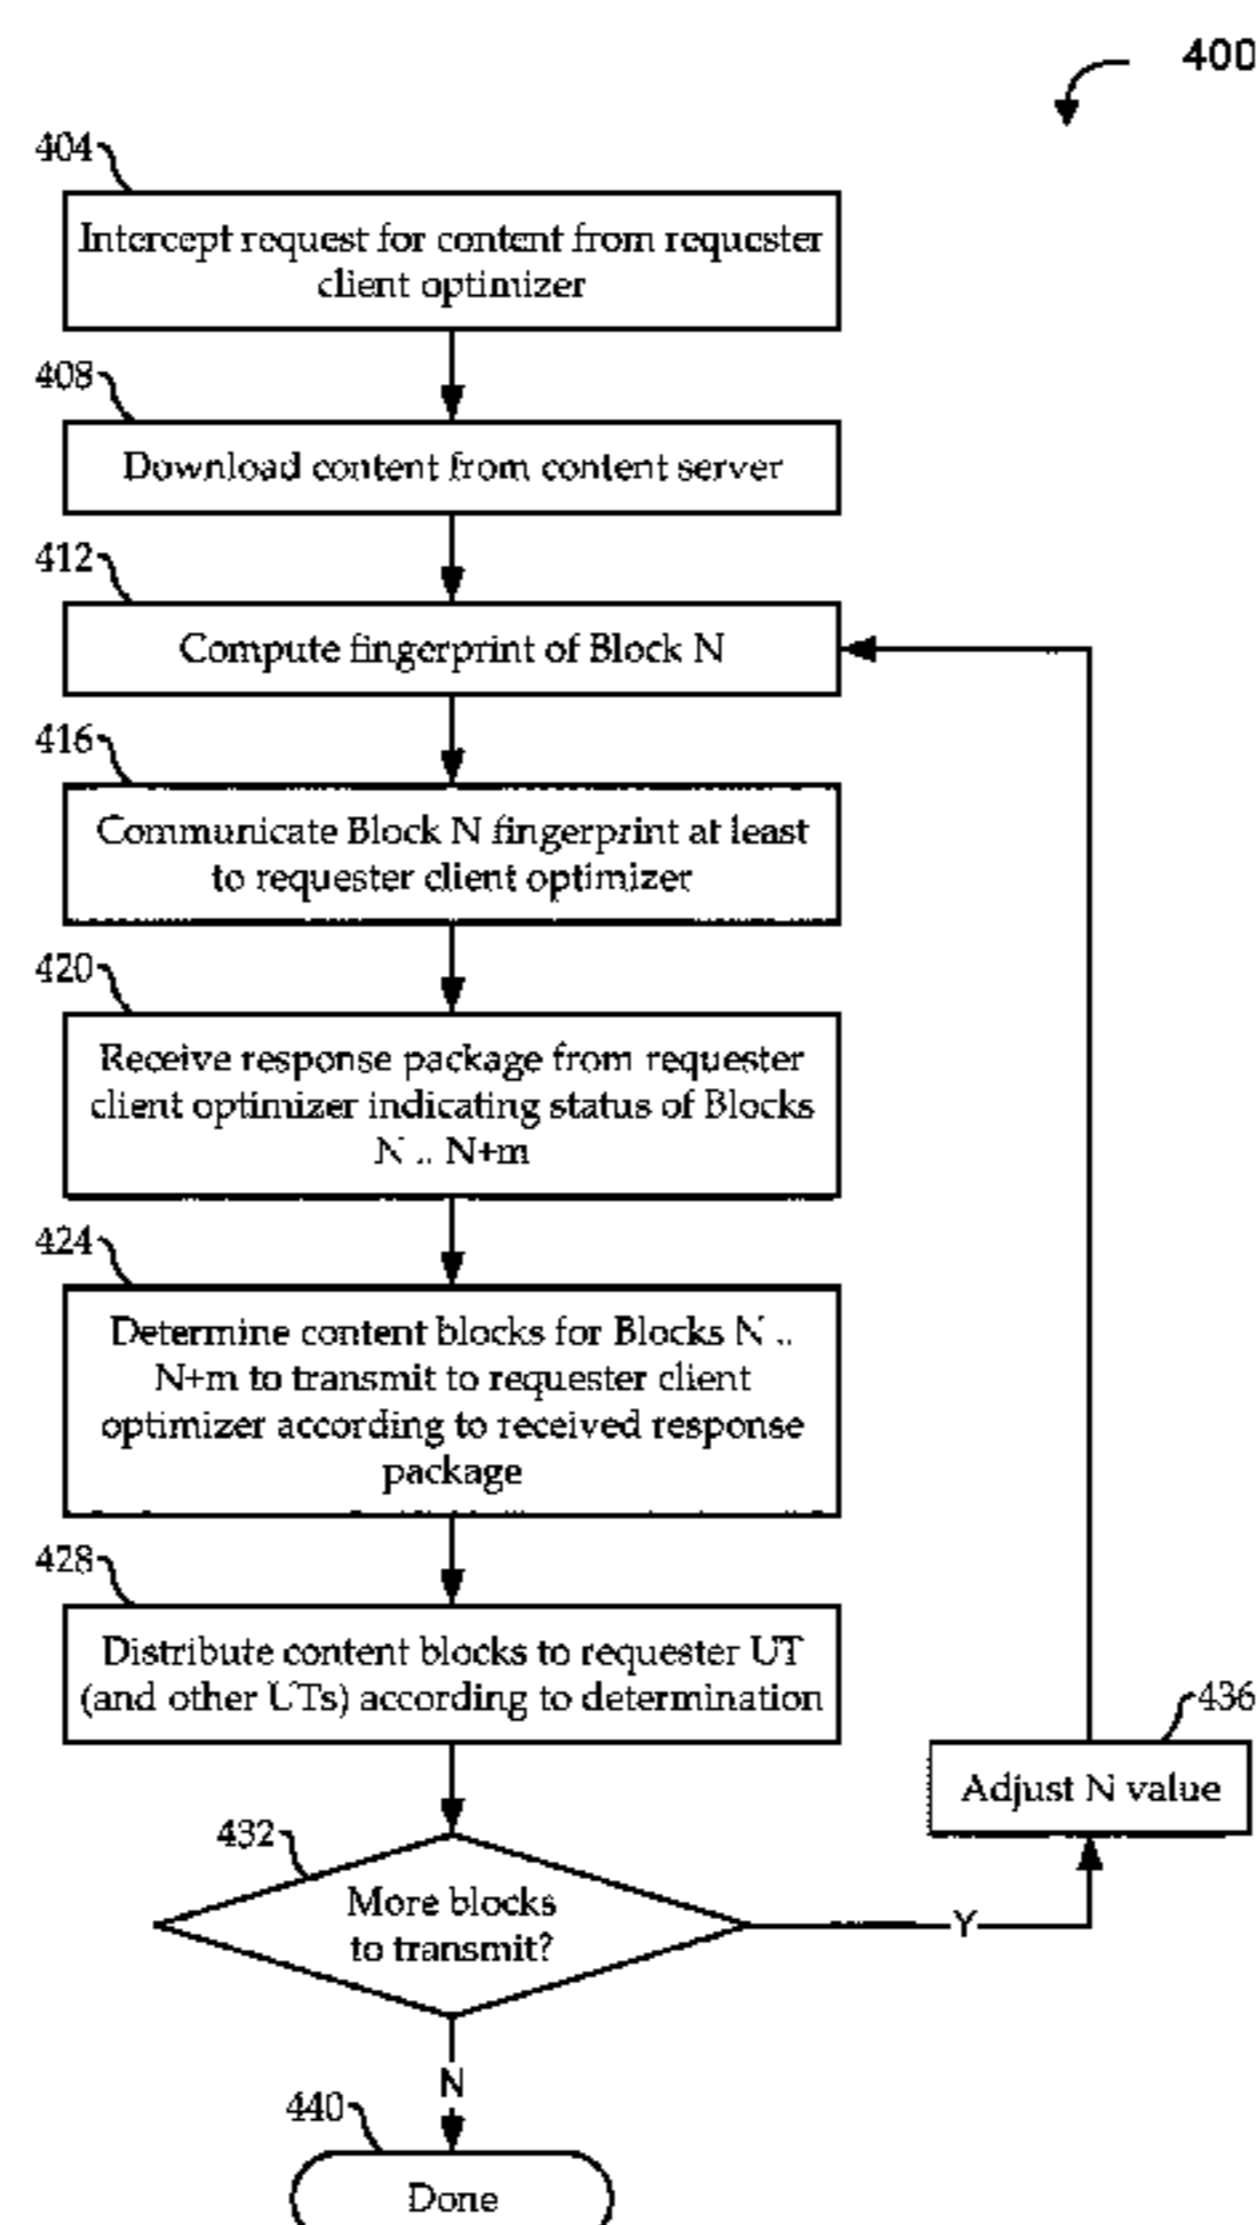 400
404
Intercept request for content from requester
client optimizer
408
Download content from content server
412
Compute fingerprint of Block N
416
Communicate Block N fingerprint at least
to requester client optimizer
420
Receive response package from requester
client optimizer indicating status of Blocks
N .. N+m
424
Determine content blocks for Blocks N ..
N+m to transmit to requester client
optimizer according to received response
package
428
Distribute content blocks to requester UT
(and other UTs) according to determination
436
Adjust N value
432
More blocks
to transmit?
Y
N
440
Done